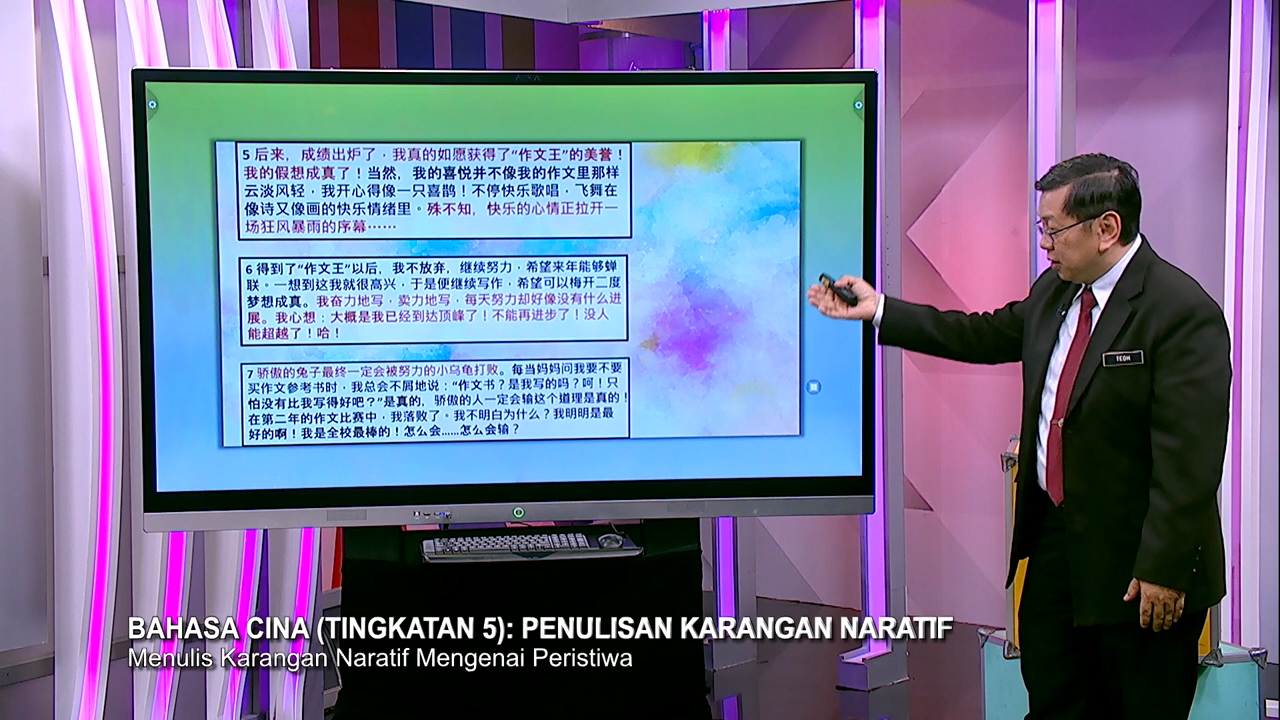 5 后来，成绩出炉了，我真的如愿获得了“作文王”的美誉！
我的假想成真了！当然，我的喜悦并不像我的作文里那样
云淡风轻，我开心得像一只喜鹊！不停快乐歌唱，飞舞在
像诗又像画的快乐情绪里。殊不知，快乐的心情正拉开一
场狂风暴雨的序幕……
6 得到了“作文王”以后，我不放弃，继续努力，希望来年能够蝉
联。一想到这我就很高兴，于是便继续写作，希望可以梅开二度
梦想成真。我奋力地写，卖力地写，每天努力却好像没有什么进
展。我心想：大概是我已经到达顶峰了！不能再进步了！没人
能超越了！哈！
7 骄傲的兔子最终一定会被努力的小乌龟打败。每当妈妈问我要不要
买作文参考书时，我总会不屑地说：“作文书？是我写的吗？呵！只
怕没有比我写得好吧？”是真的，骄傲的人一定会输这个道理是真的！
在第二年的作文比赛中，我落败了。我不明白为什么？我明明是最
好的啊！我是全校最棒的！怎么会......怎么会输？
TEOH
BAHASA CINA (TINGKATAN 5): PENULISAN KARANGAN NARATIF
Menulis Karangan Naratif Mengenai Peristiwa